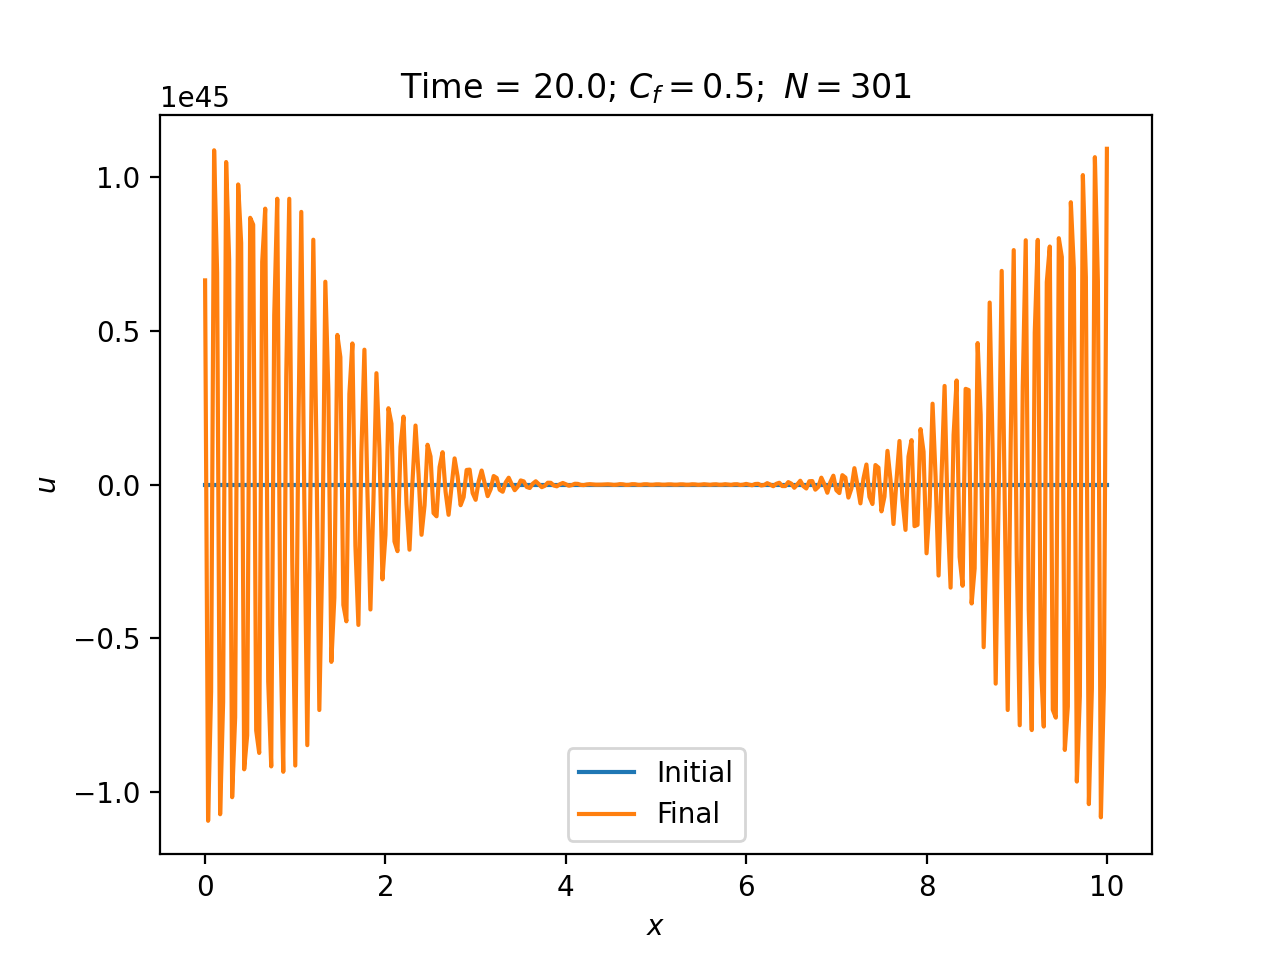 Time = 20.0; $C_f = 0.5$; $N = 301$
1e45
1.0
0.5
0.0
−0.5
−1.0
u
Initial
Final
0 2 4 6 8 10
x